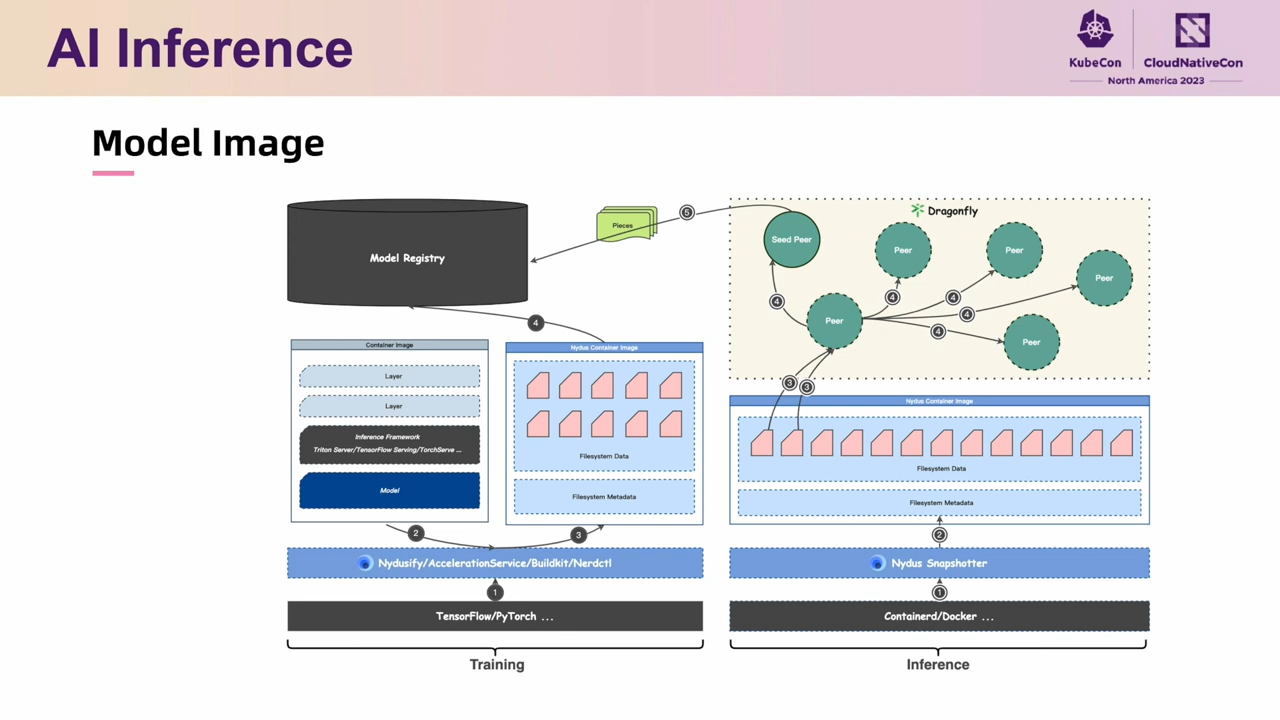 AI Inference
KubeCon
CloudNativeCon
North America 2023
Model Image
Model Registry
Pieces
5
Dragonfly
Seed Peer
Peer
Peer
Peer
Peer
Peer
4
4
4
4
4
3
3
4
Container Image
Layer
Layer
Inference Framework
Triton Server/TensorFlow Serving/TorchServe ...
Model
Nydus Container Image
Filesystem Data
Filesystem Metadata
Nydus Container Image
Filesystem Data
Filesystem Metadata
2
3
2
Nydusify/AccelerationService/Buildkit/Nerdctl
Nydus Snapshotter
1
1
TensorFlow/PyTorch ...
Containerd/Docker ...
Training
Inference